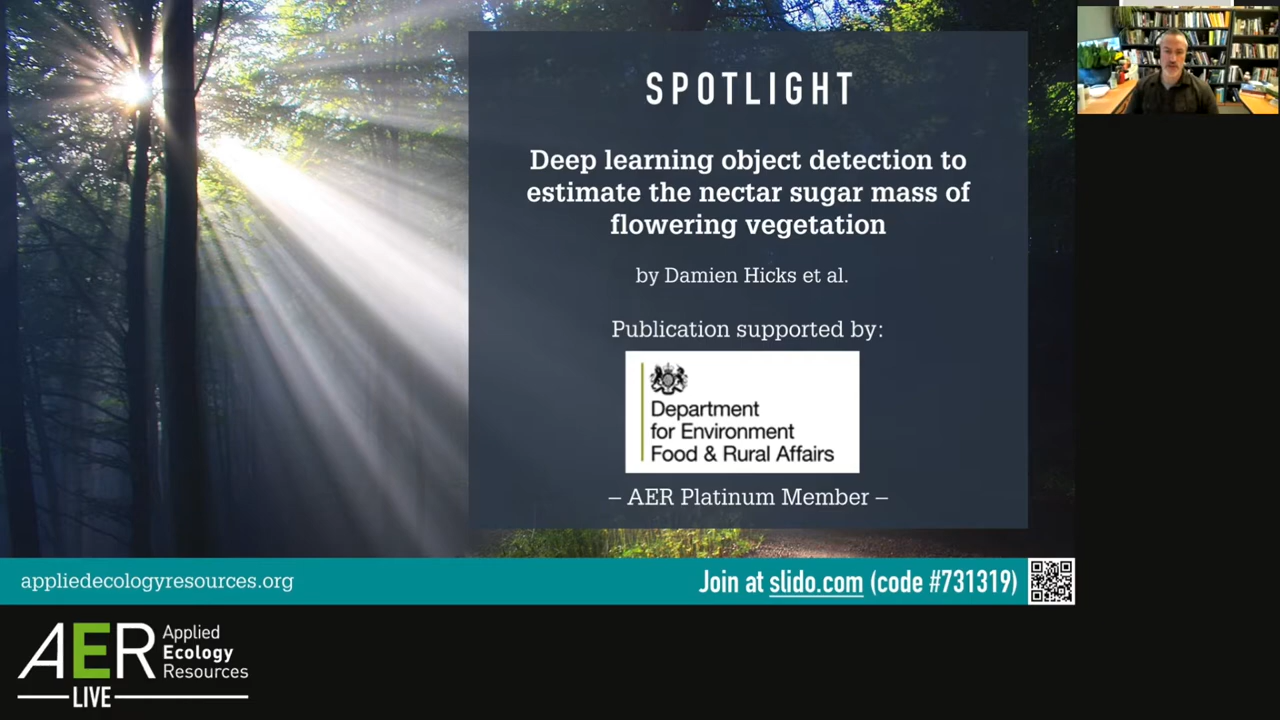 SPOTLIGHT
Deep learning object detection to
estimate the nectar sugar mass of
flowering vegetation
by Damien Hicks et al.
Publication supported by:
Department
for Environment
Food & Rural Affairs
– AER Platinum Member –
appliedecologyresources.org
Join at slido.com (code #731319)
AER Applied
Ecology
Resources
LIVE